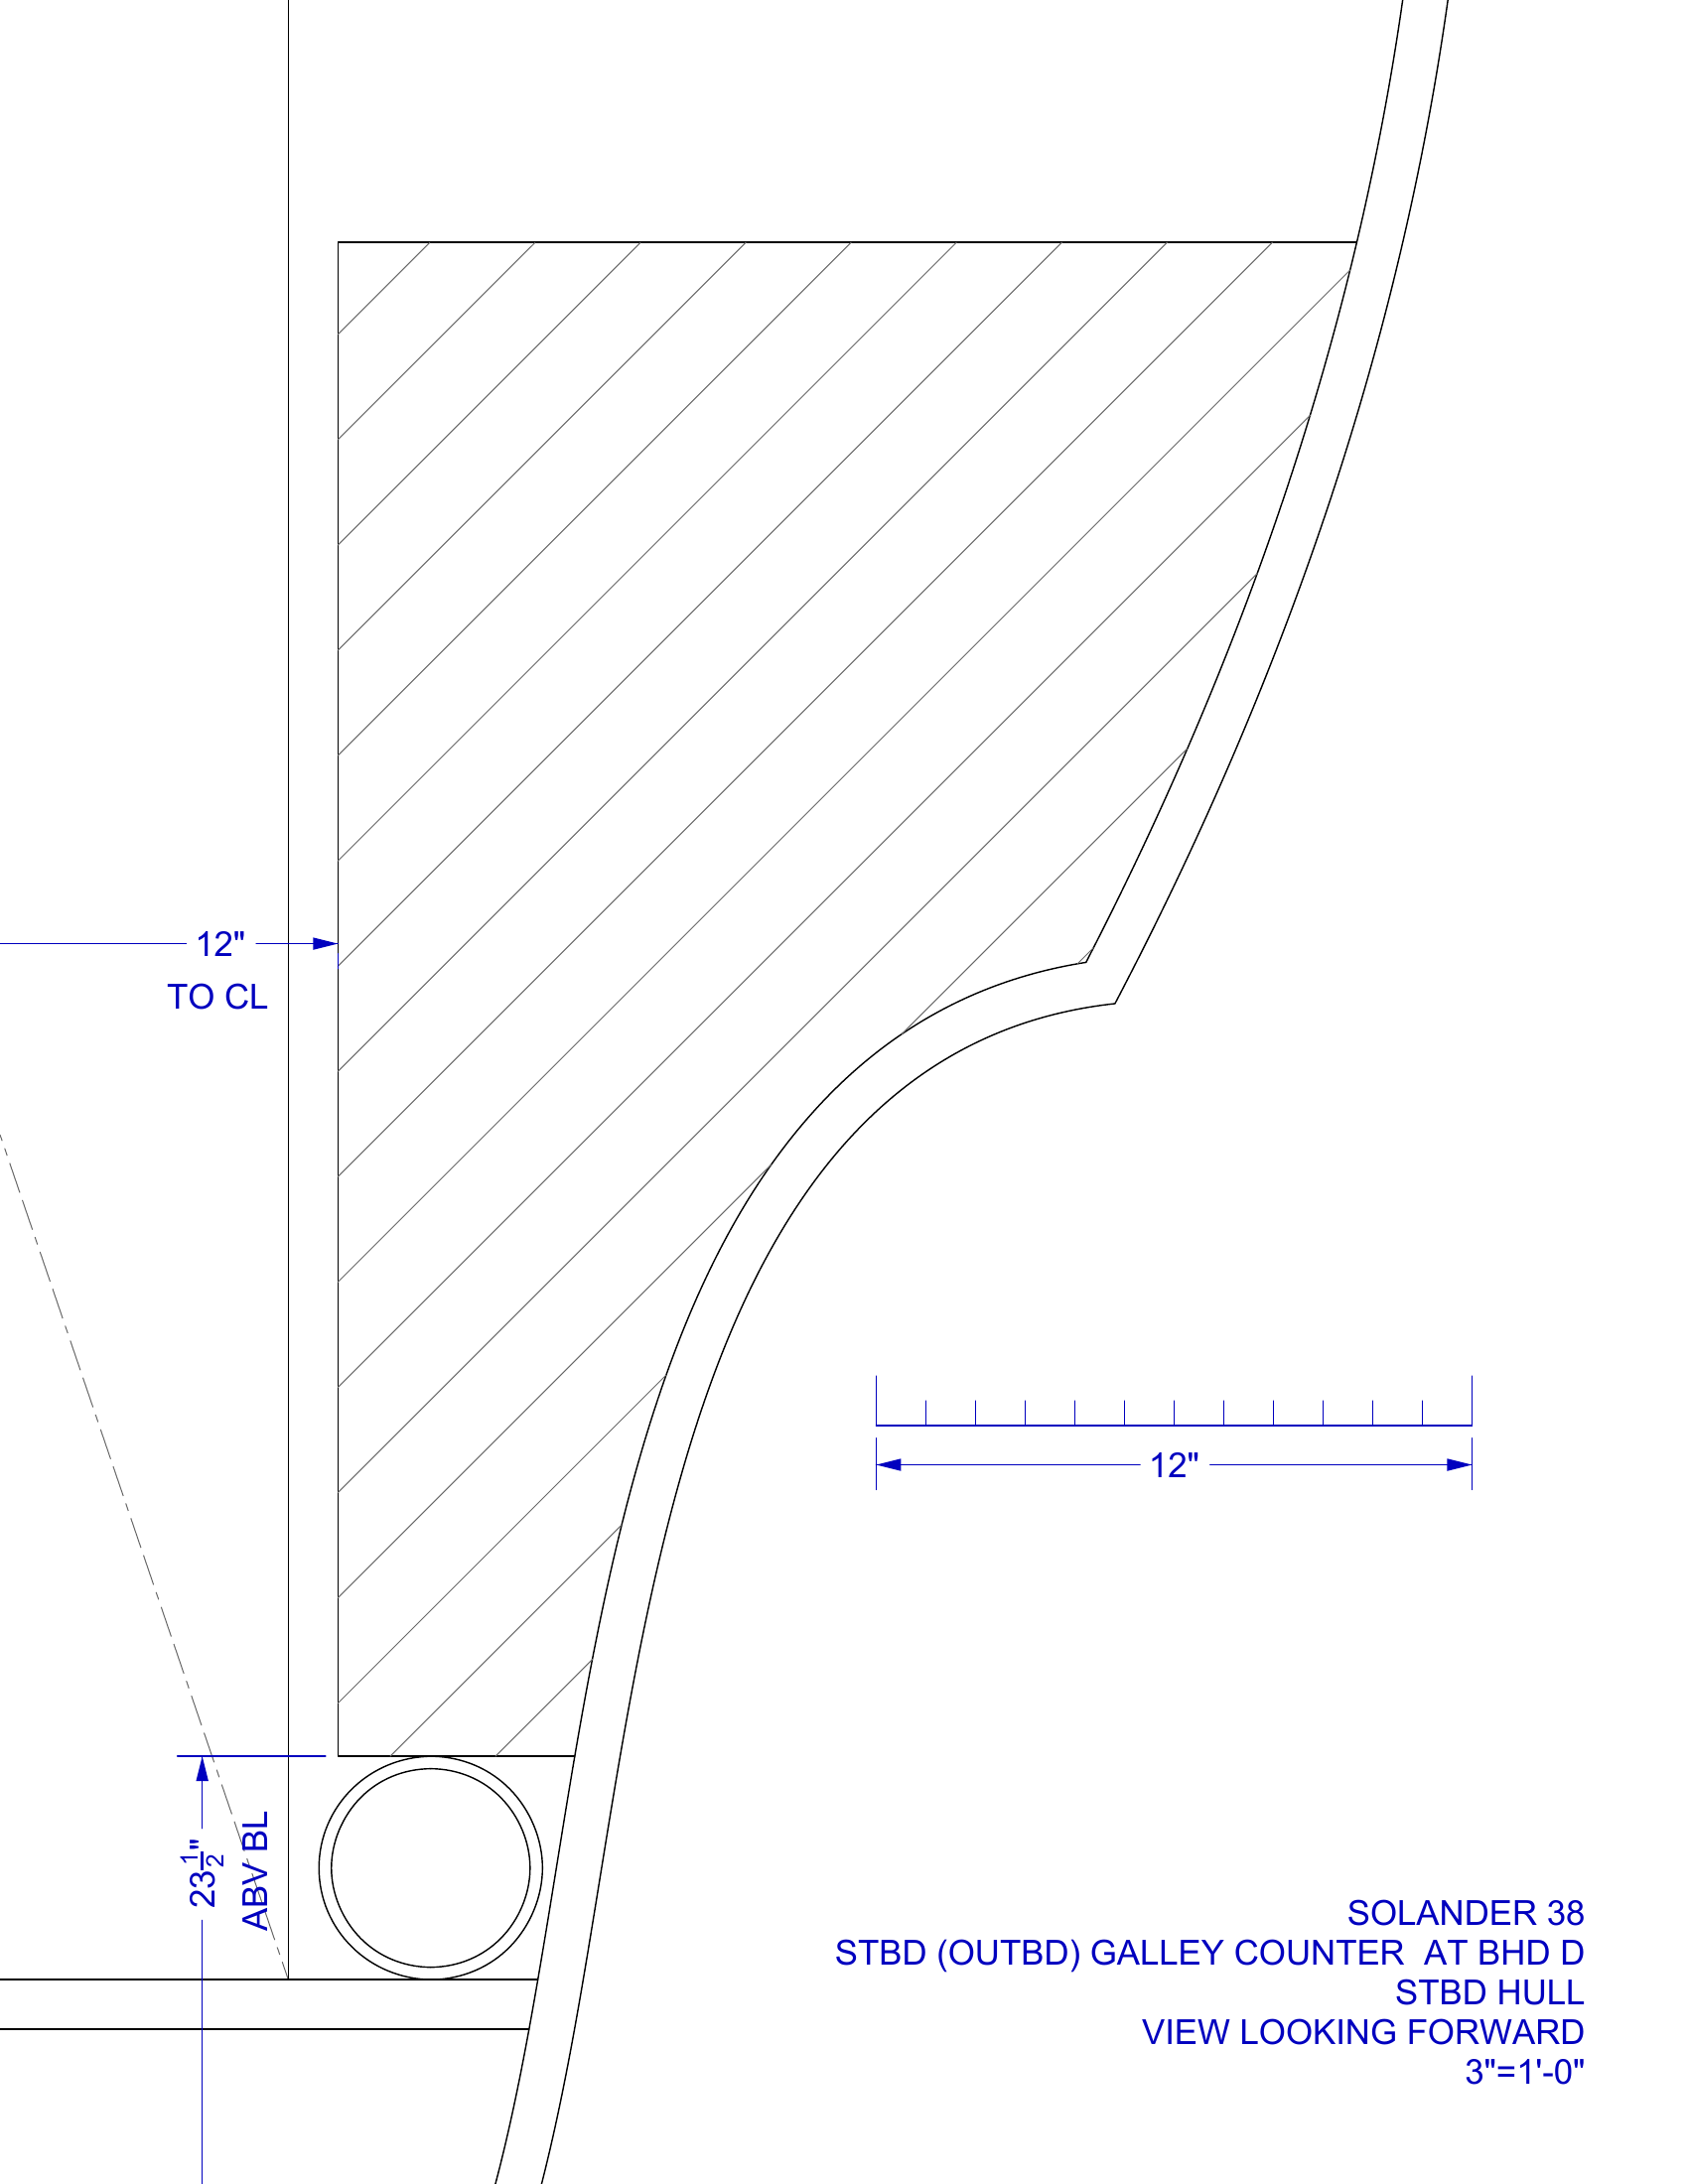 12"
TO CL
12"
23 1/2"
ABV BL
SOLANDER 38
STBD (OUTBD) GALLEY COUNTER  AT BHD D
STBD HULL
VIEW LOOKING FORWARD
3"=1'-0"